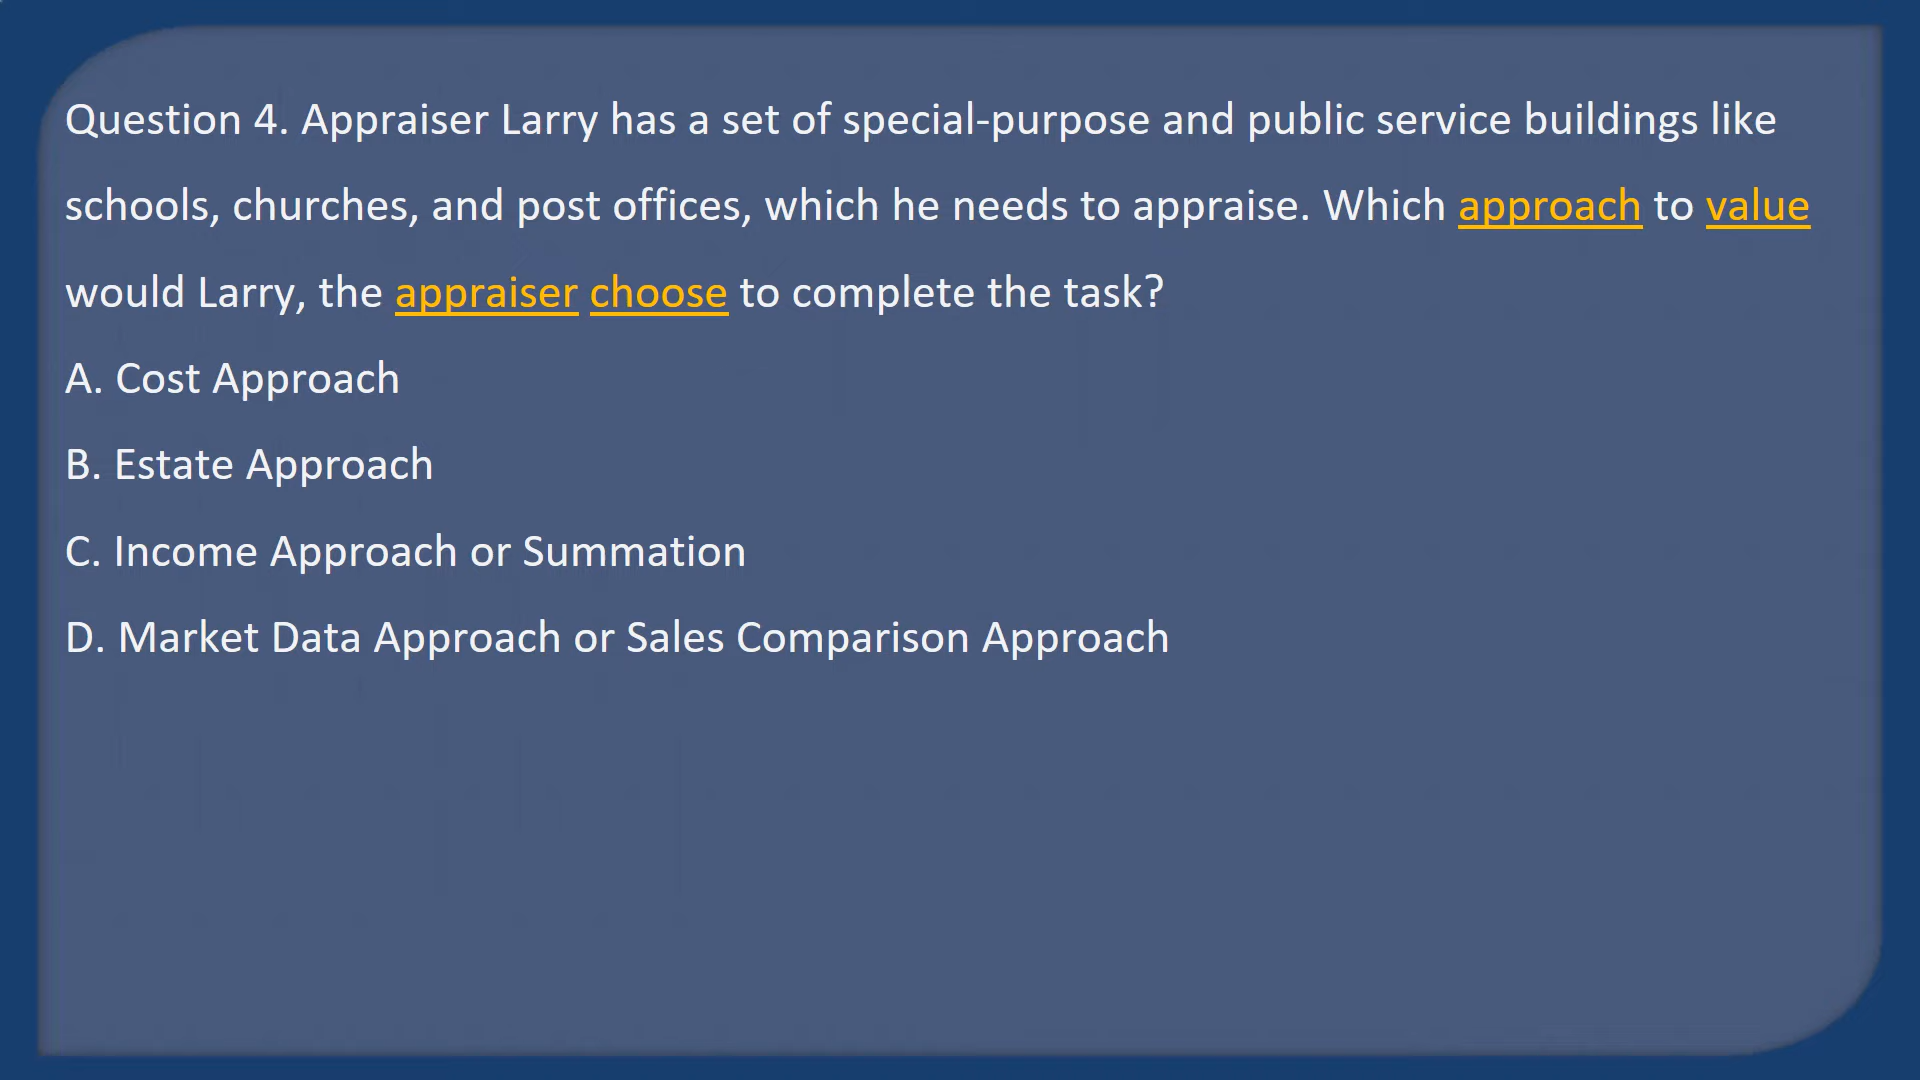 Question 4. Appraiser Larry has a set of special-purpose and public service buildings like
schools, churches, and post offices, which he needs to appraise. Which approach to value
would Larry, the appraiser choose to complete the task?
A. Cost Approach
B. Estate Approach
C. Income Approach or Summation
D. Market Data Approach or Sales Comparison Approach